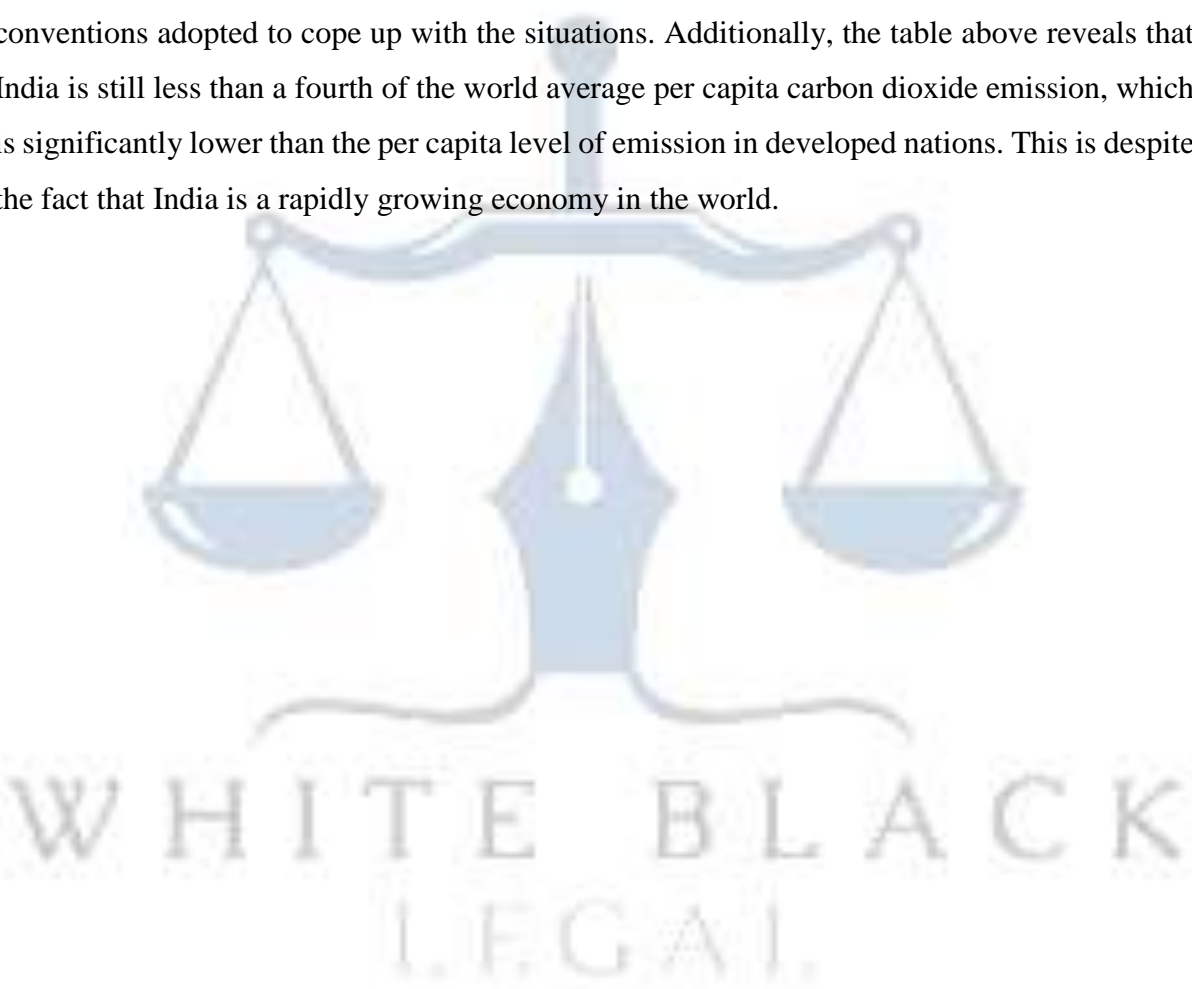 conventions adopted to cope up with the situations. Additionally, the table above reveals that
India is still less than a fourth of the world average per capita carbon dioxide emission, which
is significantly lower than the per capita level of emission in developed nations. This is despite
the fact that India is a rapidly growing economy in the world.
WHITE BLACK
LEGAL